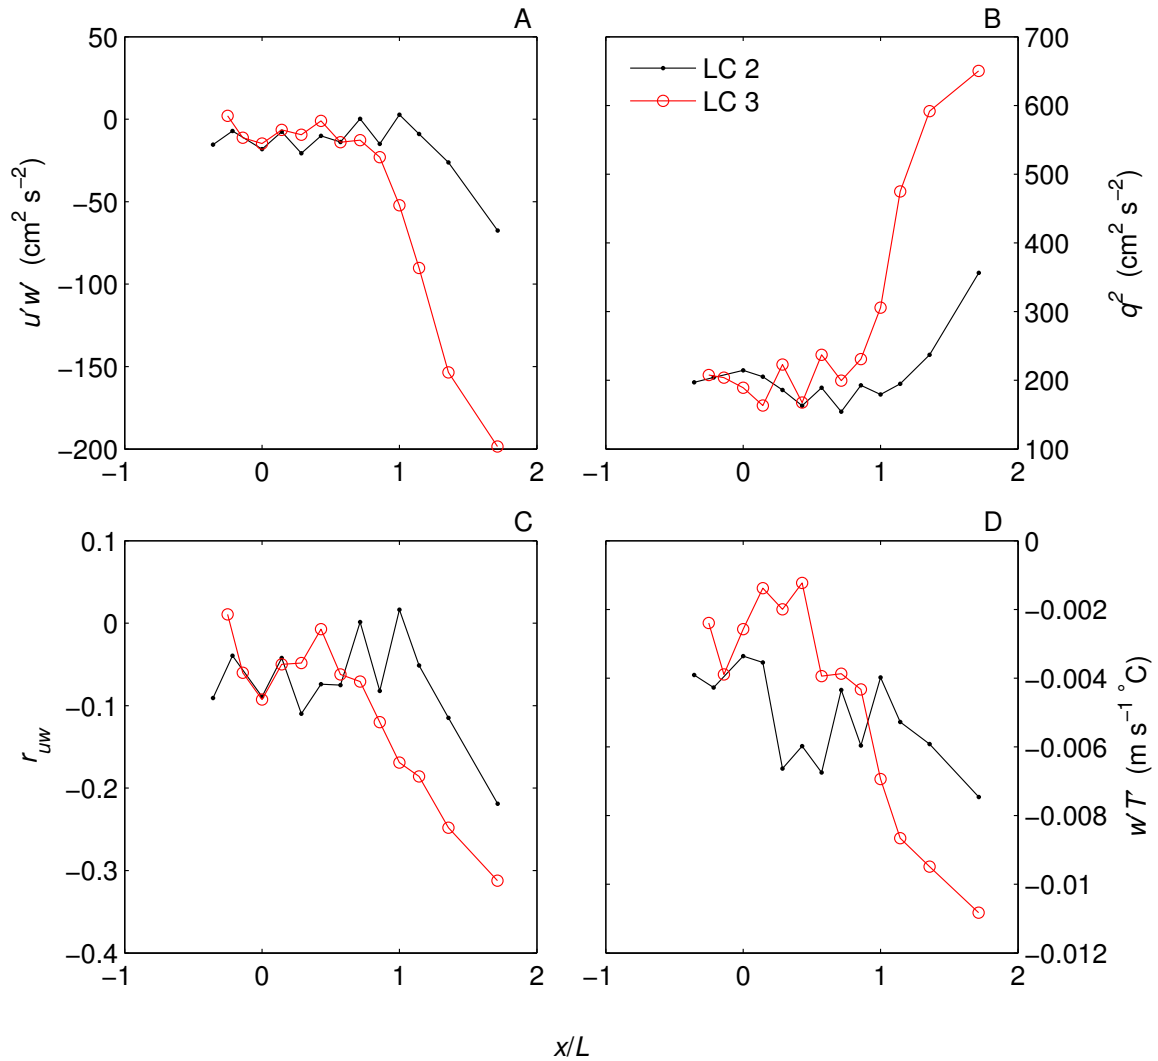 A
50
0
−50
−100
−150
−200
−1 0 1 2
u′w′ (cm² s⁻²)
B
LC 2
LC 3
700
600
500
400
300
200
100
−1 0 1 2
q² (cm² s⁻²)
C
0.1
0
−0.1
−0.2
−0.3
−0.4
−1 0 1 2
r_uw
D
0
−0.002
−0.004
−0.006
−0.008
−0.01
−0.012
−1 0 1 2
w′T′ (m s⁻¹ °C)
x/L